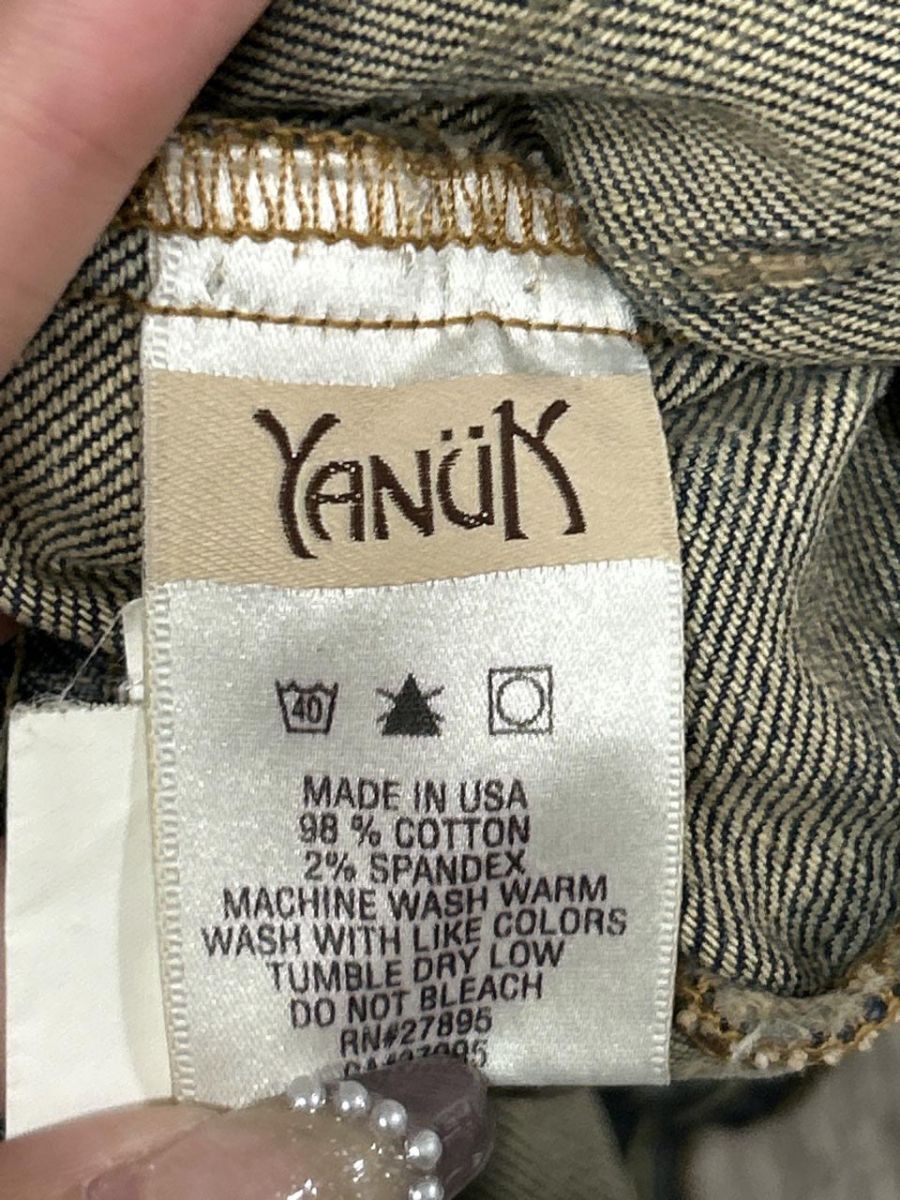 YANÜK
40
MADE IN USA
98 % COTTON
2% SPANDEX
MACHINE WASH WARM
WASH WITH LIKE COLORS
TUMBLE DRY LOW
DO NOT BLEACH
RN#27895